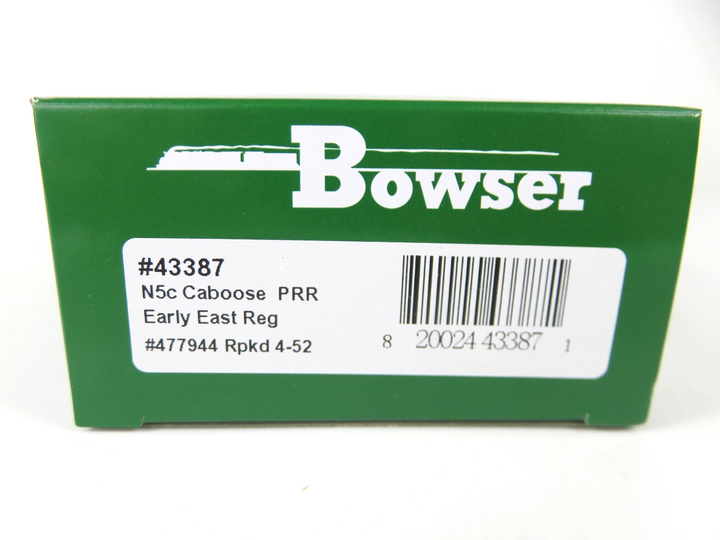 Bowser
#43387
N5c Caboose PRR
Early East Reg
#477944 Rpkd 4-52
8 20024 43387 1